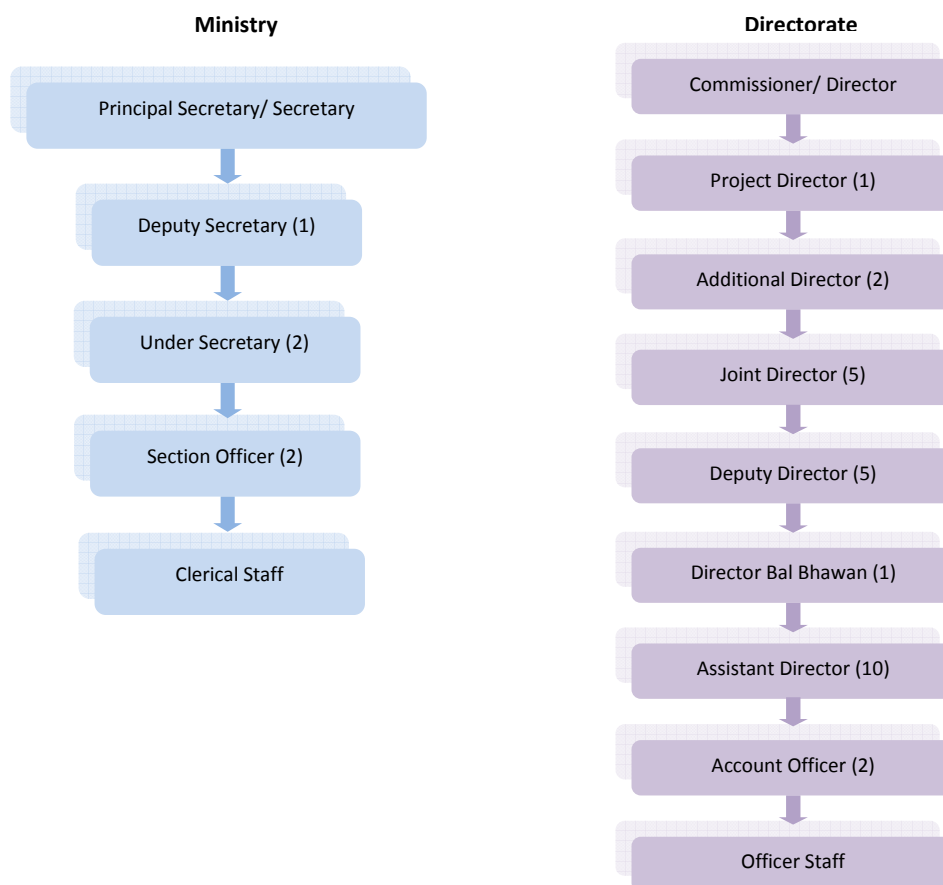 Ministry
Principal Secretary/ Secretary
Deputy Secretary (1)
Under Secretary (2)
Section Officer (2)
Clerical Staff
Directorate
Commissioner/ Director
Project Director (1)
Additional Director (2)
Joint Director (5)
Deputy Director (5)
Director Bal Bhawan (1)
Assistant Director (10)
Account Officer (2)
Officer Staff